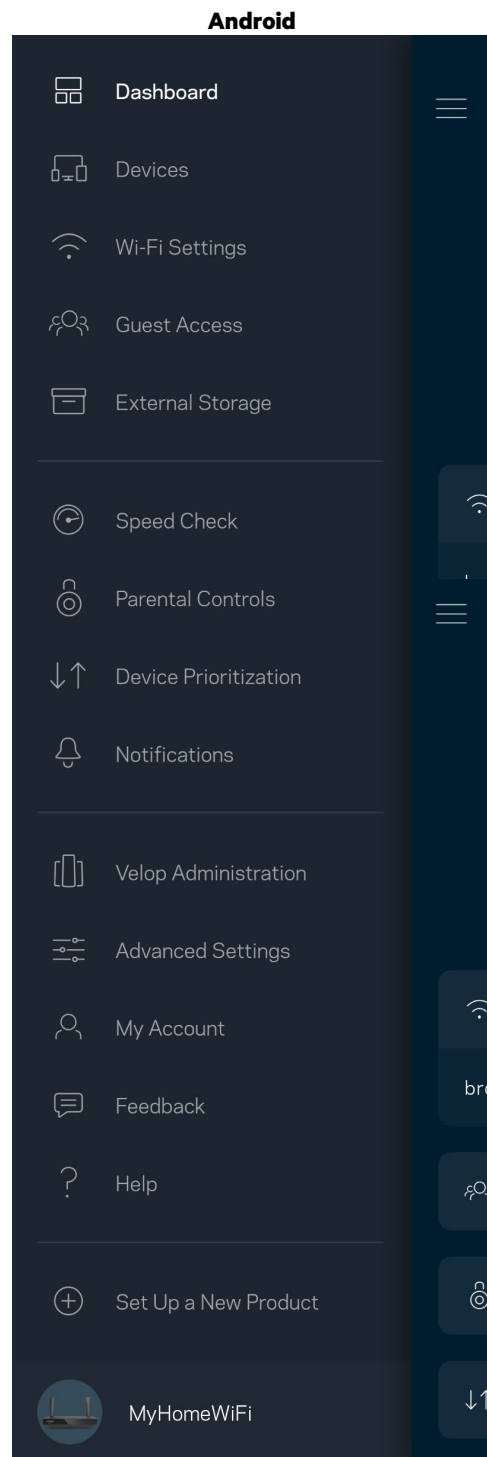 Android
Dashboard
Devices
Wi-Fi Settings
Guest Access
External Storage
Speed Check
Parental Controls
Device Prioritization
Notifications
Velop Administration
Advanced Settings
My Account
Feedback
Help
Set Up a New Product
MyHomeWiFi